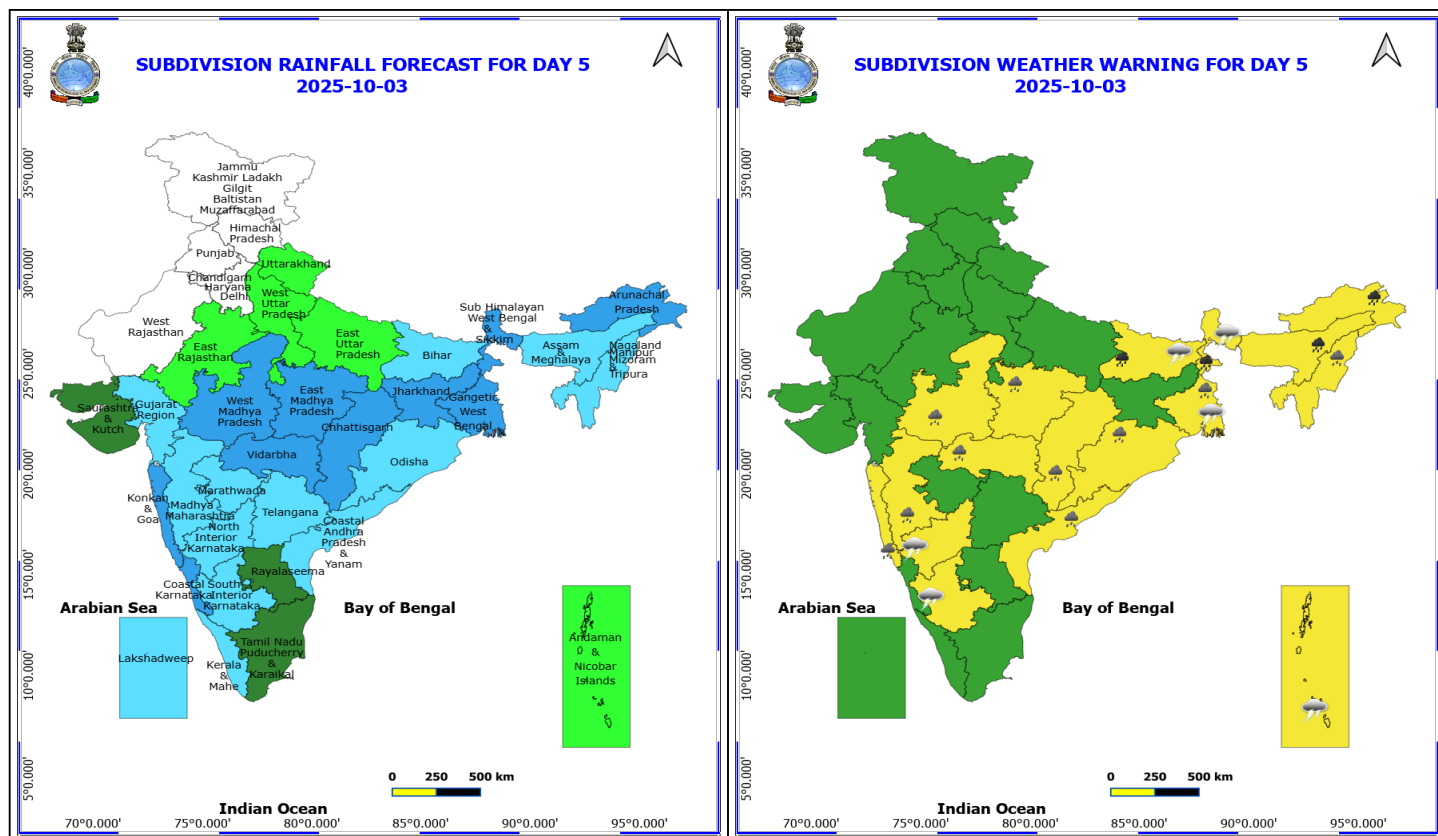 SUBDIVISION RAINFALL FORECAST FOR DAY 5
2025-10-03
40°0.000'
35°0.000'
30°0.000'
25°0.000'
20°0.000'
15°0.000'
10°0.000'
5°0.000'
Jammu
Kashmir Ladakh
Gilgit
Baltistan
Muzaffarabad
Himachal
Pradesh
Punjab
Uttarakhand
Chandigarh
Haryana
Delhi
West
Uttar
Pradesh
West
Rajasthan
East
Rajasthan
East
Uttar
Pradesh
Bihar
Sub Himalayan
West Bengal
&
Sikkim
Arunachal
Pradesh
Assam
&
Meghalaya
Nagaland
Manipur
Mizoram
&
Tripura
Saurashtra
&
Kutch
Gujarat
Region
West
Madhya
Pradesh
East
Madhya
Pradesh
Jharkhand
Gangetic
West
Bengal
Chhattisgarh
Vidarbha
Odisha
Konkan
&
Goa
Marathwada
Madhya
Maharashtra
North
Interior
Karnataka
Telangana
Coastal
Andhra
Pradesh
&
Yanam
Rayalaseema
Coastal
Karnataka
South
Interior
Karnataka
Arabian Sea
Bay of Bengal
Lakshadweep
Kerala
&
Mahe
Tamil Nadu
Puducherry
&
Karaikal
Andaman
&
Nicobar
Islands
0 250 500 km
Indian Ocean
70°0.000' 75°0.000' 80°0.000' 85°0.000' 90°0.000' 95°0.000'
SUBDIVISION WEATHER WARNING FOR DAY 5
2025-10-03
40°0.000'
35°0.000'
30°0.000'
25°0.000'
20°0.000'
15°0.000'
10°0.000'
5°0.000'
Arabian Sea
Bay of Bengal
0 250 500 km
Indian Ocean
70°0.000' 75°0.000' 80°0.000' 85°0.000' 90°0.000' 95°0.000'